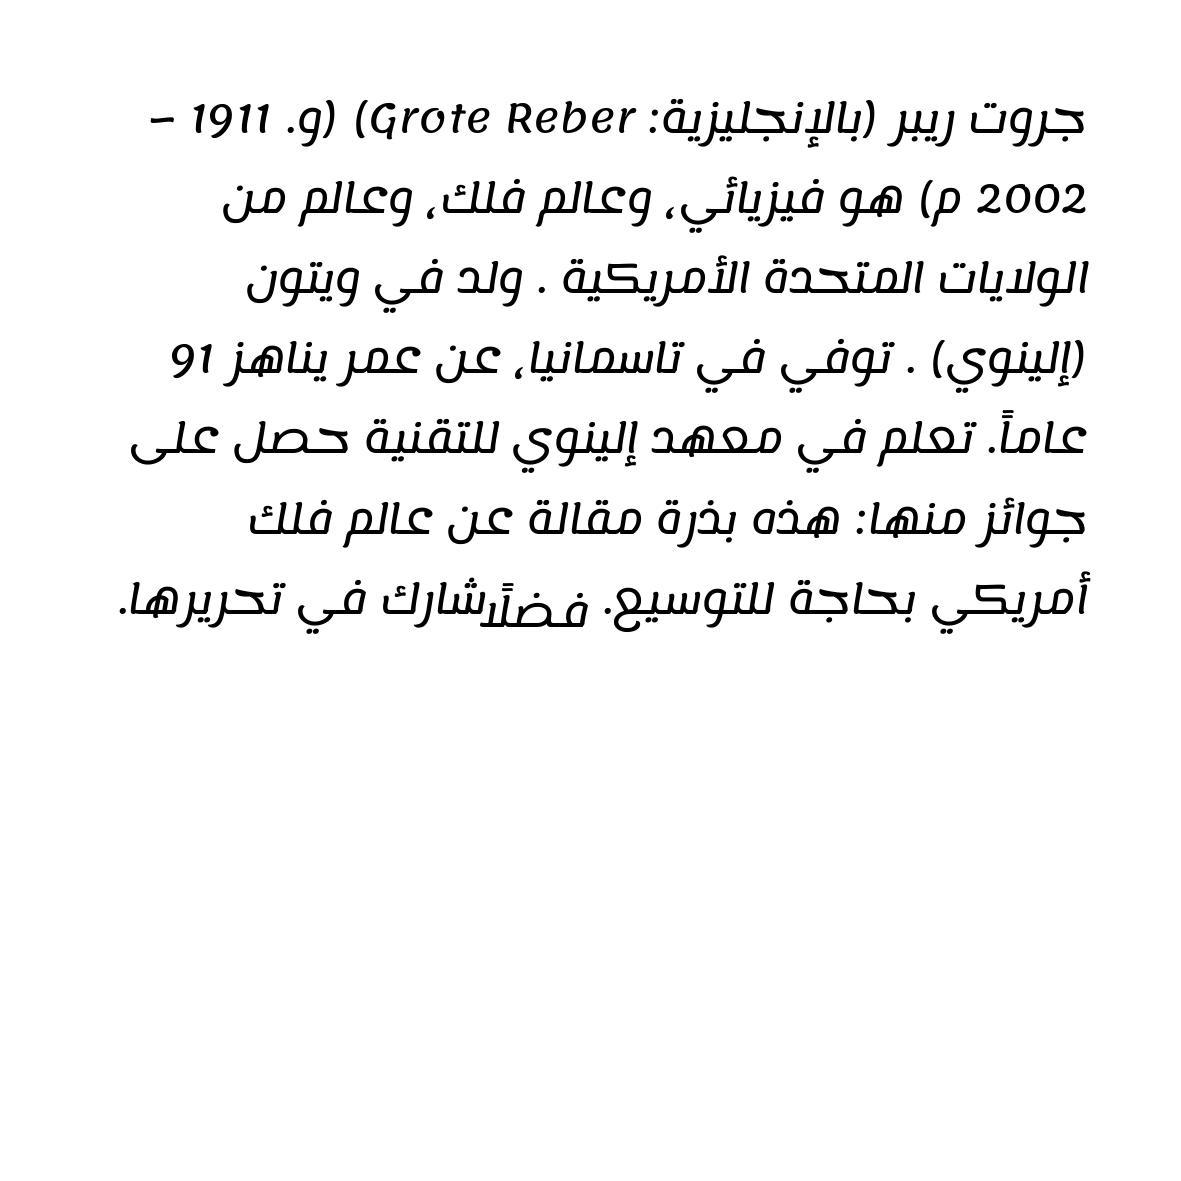 جروت ريبر (بالإنجليزية: Grote Reber) (و. 1911 –
2002 م) هو فيزيائي، وعالم فلك، وعالم من
الولايات المتحدة الأمريكية . ولد في ويتون
(إلينوي) . توفي في تاسمانيا، عن عمر يناهز 91
عاماً. تعلم في معهد إلينوي للتقنية حصل على
جوائز منها: هذه بذرة مقالة عن عالم فلك
أمريكي بحاجة للتوسيع. فضلًا شارك في تحريرها.